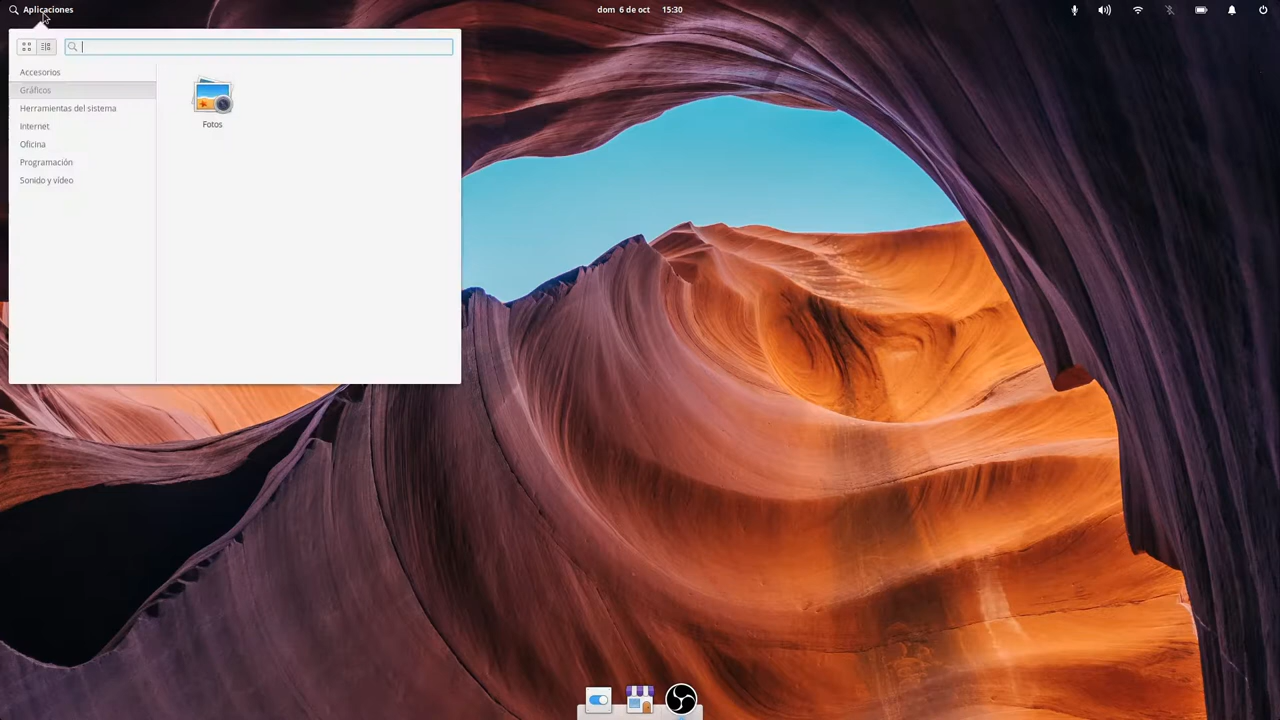 Aplicaciones
dom 6 de oct 15:30
Accesorios
Gráficos
Herramientas del sistema
Internet
Oficina
Programación
Sonido y vídeo
Fotos